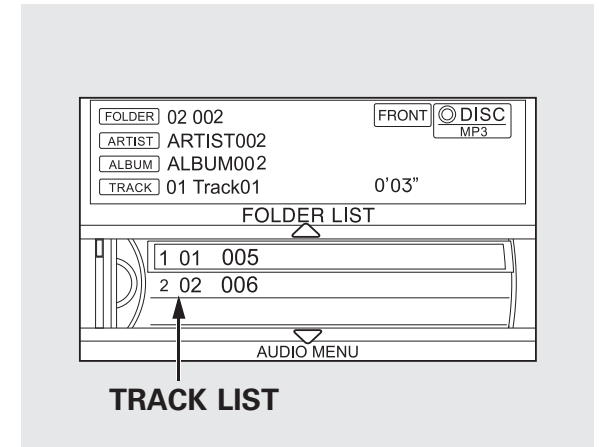 FOLDER 02 002 FRONT DISC
MP3
ARTIST ARTIST002
ALBUM ALBUM002
TRACK 01 Track01 0'03"
FOLDER LIST
1 01 005
2 02 006
AUDIO MENU
TRACK LIST